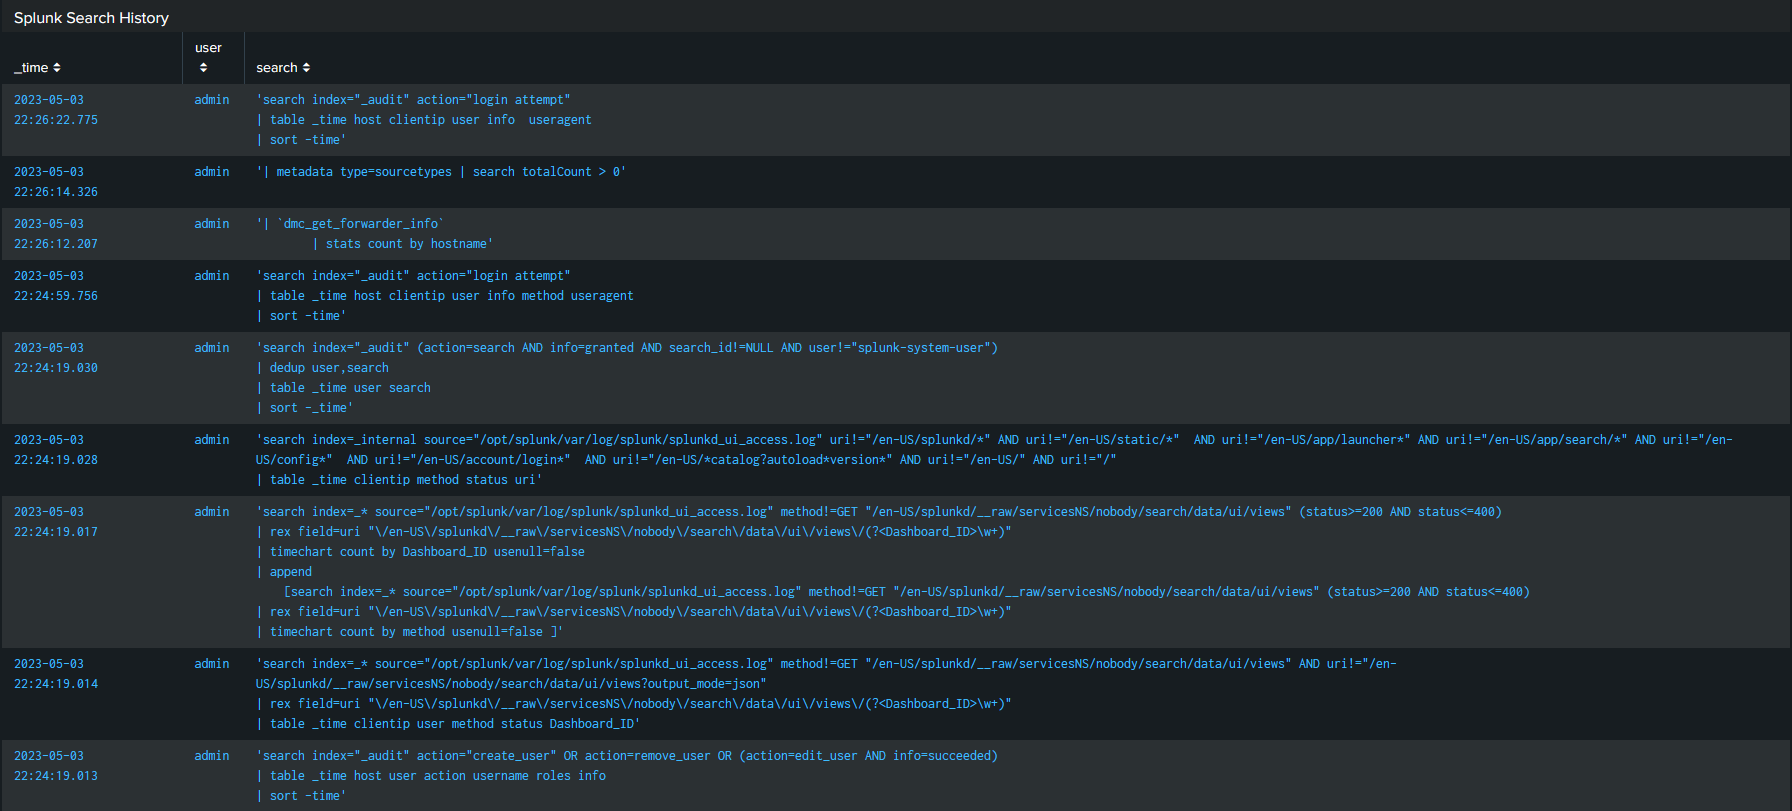 Splunk Search History
_time
user
search
2023-05-03
22:26:22.775
admin
'search index="_audit" action="login attempt"
| table _time host clientip user info  useragent
| sort -time'
2023-05-03
22:26:14.326
admin
'| metadata type=sourcetypes | search totalCount > 0'
2023-05-03
22:26:12.207
admin
'| `dmc_get_forwarder_info`
        | stats count by hostname'
2023-05-03
22:24:59.756
admin
'search index="_audit" action="login attempt"
| table _time host clientip user info method useragent
| sort -time'
2023-05-03
22:24:19.030
admin
'search index="_audit" (action=search AND info=granted AND search_id!=NULL AND user!="splunk-system-user")
| dedup user,search
| table _time user search
| sort -_time'
2023-05-03
22:24:19.028
admin
'search index=_internal source="/opt/splunk/var/log/splunk/splunkd_ui_access.log" uri!="/en-US/splunkd/*" AND uri!="/en-US/static/*"  AND uri!="/en-US/app/launcher*" AND uri!="/en-US/app/search/*" AND uri!="/en-
US/config*"  AND uri!="/en-US/account/login*"  AND uri!="/en-US/*catalog?autoload*version*" AND uri!="/en-US/" AND uri!="/"
| table _time clientip method status uri'
2023-05-03
22:24:19.017
admin
'search index=_* source="/opt/splunk/var/log/splunk/splunkd_ui_access.log" method!=GET "/en-US/splunkd/__raw/servicesNS/nobody/search/data/ui/views" (status>=200 AND status<=400)
| rex field=uri "\/en-US\/splunkd\/__raw\/servicesNS\/nobody\/search\/data\/ui\/views\/(?<Dashboard_ID>\w+)"
| timechart count by Dashboard_ID usenull=false
| append
    [search index=_* source="/opt/splunk/var/log/splunk/splunkd_ui_access.log" method!=GET "/en-US/splunkd/__raw/servicesNS/nobody/search/data/ui/views" (status>=200 AND status<=400)
| rex field=uri "\/en-US\/splunkd\/__raw\/servicesNS\/nobody\/search\/data\/ui\/views\/(?<Dashboard_ID>\w+)"
| timechart count by method usenull=false ]'
2023-05-03
22:24:19.014
admin
'search index=_* source="/opt/splunk/var/log/splunk/splunkd_ui_access.log" method!=GET "/en-US/splunkd/__raw/servicesNS/nobody/search/data/ui/views" AND uri!="/en-
US/splunkd/__raw/servicesNS/nobody/search/data/ui/views?output_mode=json"
| rex field=uri "\/en-US\/splunkd\/__raw\/servicesNS\/nobody\/search\/data\/ui\/views\/(?<Dashboard_ID>\w+)"
| table _time clientip user method status Dashboard_ID'
2023-05-03
22:24:19.013
admin
'search index="_audit" action="create_user" OR action=remove_user OR (action=edit_user AND info=succeeded)
| table _time host user action username roles info
| sort -time'